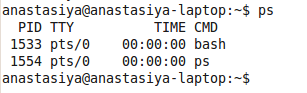 anastasiya@anastasiya-laptop:~$ ps
  PID TTY          TIME CMD
 1533 pts/0    00:00:00 bash
 1554 pts/0    00:00:00 ps
anastasiya@anastasiya-laptop:~$